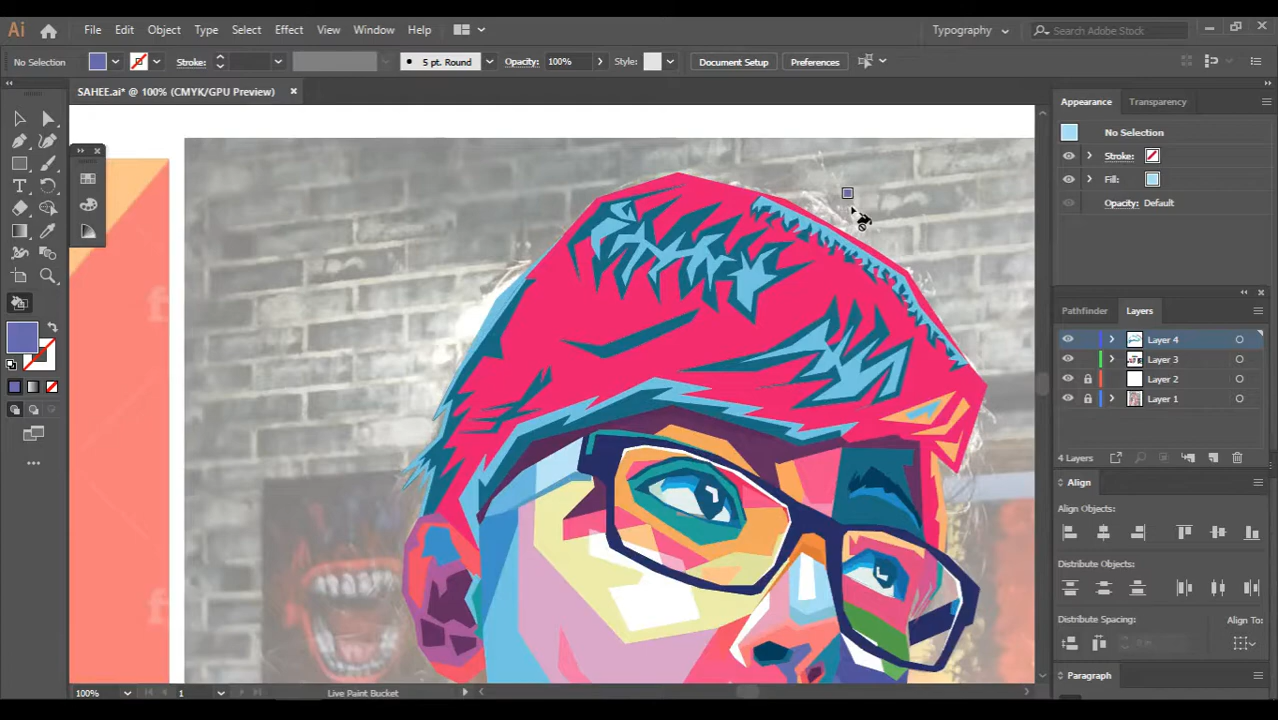 Ai File Edit Object Type Select Effect View Window Help Typography Search Adobe Stock
No Selection Stroke: 5 pt. Round Opacity: 100% Style: Document Setup Preferences
SAHEE.ai* @ 100% (CMYK/GPU Preview)
Appearance Transparency
No Selection
Stroke:
Fill:
Opacity: Default
Pathfinder Layers
Layer 4
Layer 3
Layer 2
Layer 1
4 Layers
Align
Align Objects:
Distribute Objects:
Distribute Spacing: Align To:
Paragraph
100% 1 Live Paint Bucket